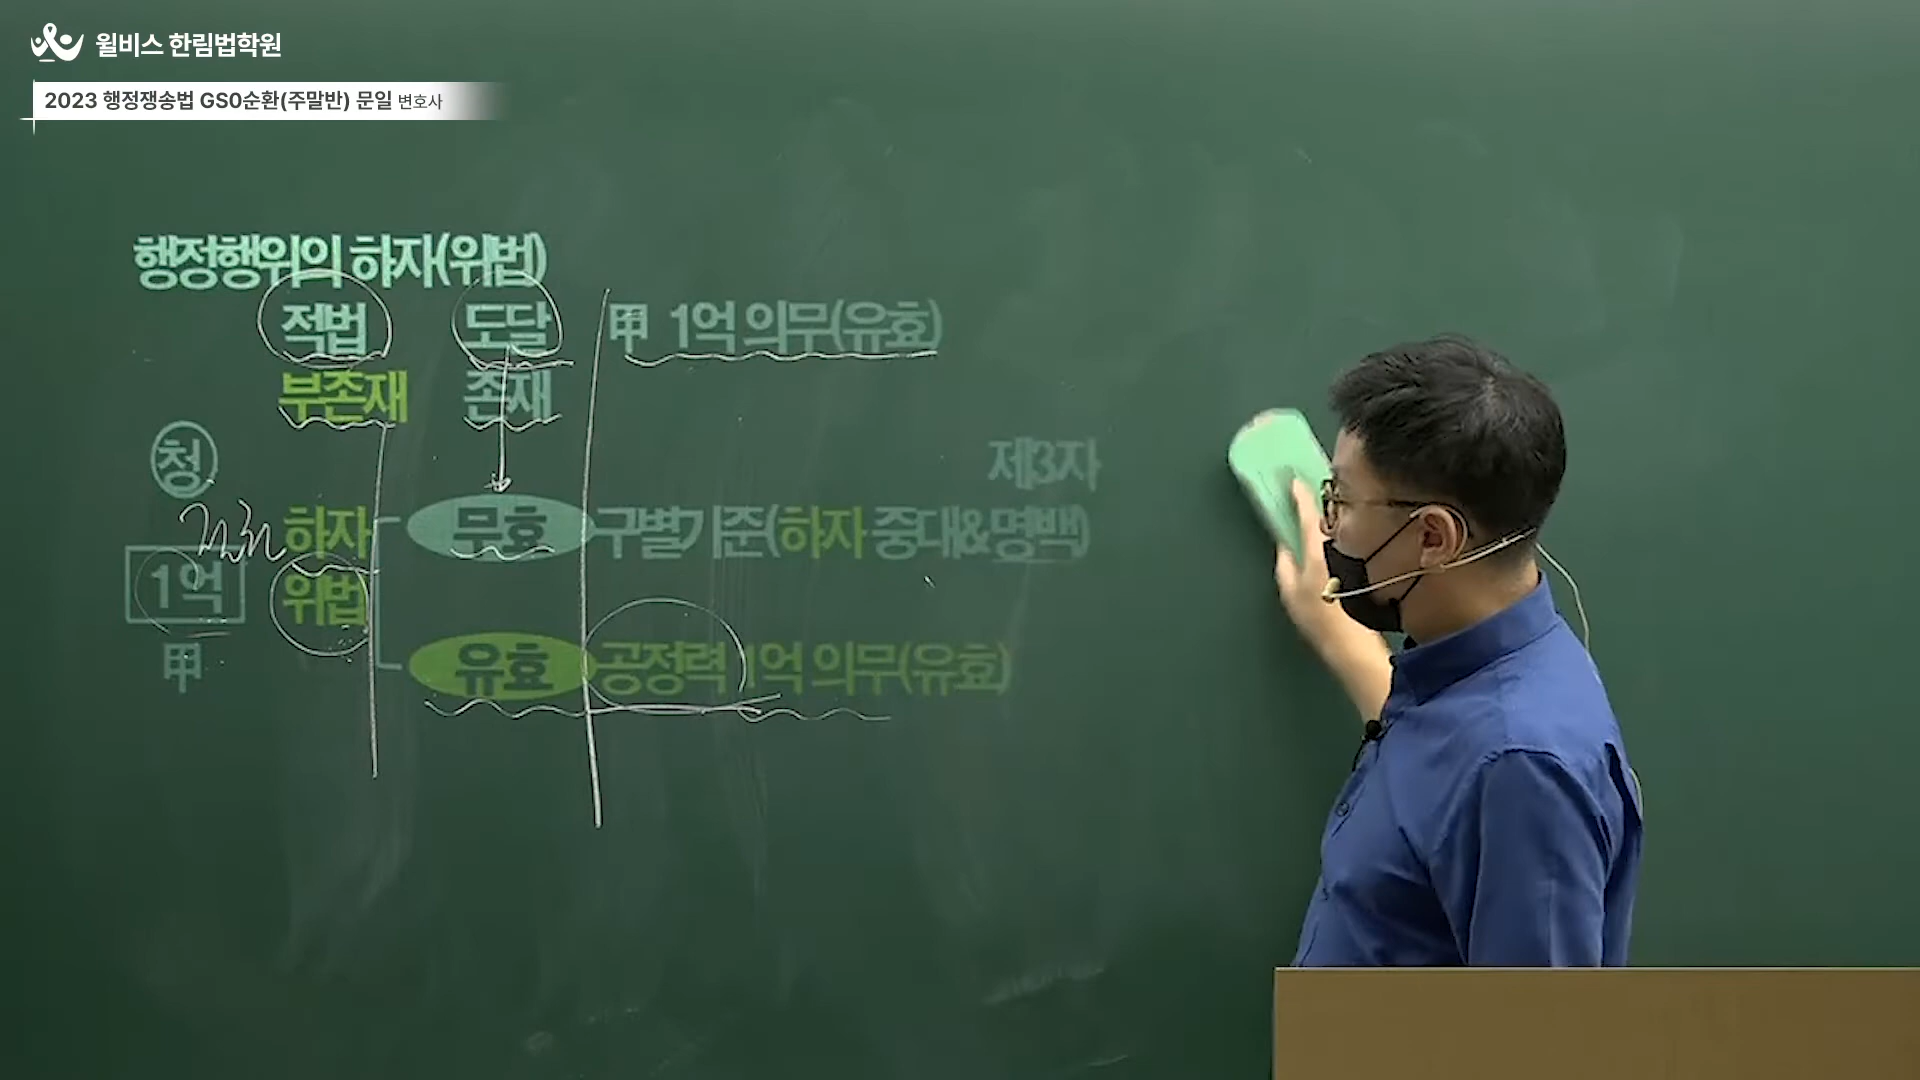 윌비스 한림법학원
2023 행정쟁송법 GS0순환(주말반) 문일 변호사
행정행위의 하자(위법)
적법 도달 甲 1억 의무(유효)
부존재 존재
청 제3자
하자 무효 구별기준(하자 중대&명백)
1억 위법
유효 공정력 1억 의무(유효)
甲